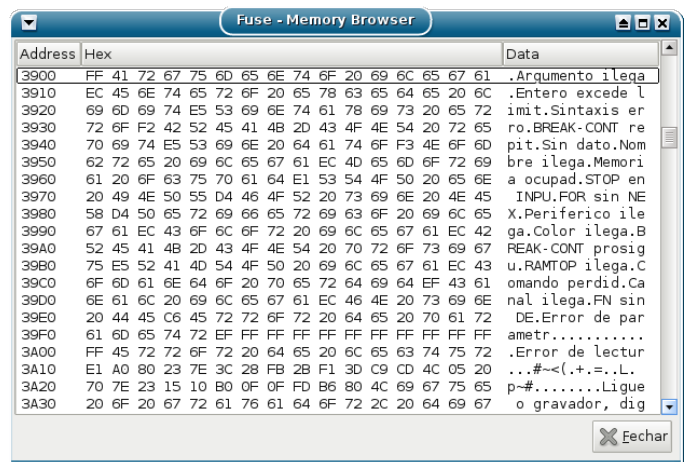 Fuse - Memory Browser
Address Hex Data
3900 FF 41 72 67 75 6D 65 6E 74 6F 20 69 6C 65 67 61 .Argumento ilega
3910 EC 45 6E 74 65 72 6F 20 65 78 63 65 64 65 20 6C .Entero excede l
3920 69 6D 69 74 E5 53 69 6E 74 61 78 69 73 20 65 72 imit.Sintaxis er
3930 72 6F F2 42 52 45 41 4B 2D 43 4F 4E 54 20 72 65 ro.BREAK-CONT re
3940 70 69 74 E5 53 69 6E 20 64 61 74 6F F3 4E 6F 6D pit.Sin dato.Nom
3950 62 72 65 20 69 6C 65 67 61 EC 4D 65 6D 6F 72 69 bre ilega.Memori
3960 61 20 6F 63 75 70 61 64 E1 53 54 4F 50 20 65 6E a ocupad.STOP en
3970 20 49 4E 50 55 D4 46 4F 52 20 73 69 6E 20 4E 45 INPU.FOR sin NE
3980 58 D4 50 65 72 69 66 65 72 69 63 6F 20 69 6C 65 X.Periferico ile
3990 67 61 EC 43 6F 6C 6F 72 20 69 6C 65 67 61 EC 42 ga.Color ilega.B
39A0 52 45 41 4B 2D 43 4F 4E 54 20 70 72 6F 73 69 67 REAK-CONT prosig
39B0 75 E5 52 41 4D 54 4F 50 20 69 6C 65 67 61 EC 43 u.RAMTOP ilega.C
39C0 6F 6D 61 6E 64 6F 20 70 65 72 64 69 64 EF 43 61 omando perdid.Ca
39D0 6E 61 6C 20 69 6C 65 67 61 EC 46 4E 20 73 69 6E nal ilega.FN sin
39E0 20 44 45 C6 45 72 72 6F 72 20 64 65 20 70 61 72 DE.Error de par
39F0 61 6D 65 74 72 EF FF FF FF FF FF FF FF FF FF FF ametr...........
3A00 FF 45 72 72 6F 72 20 64 65 20 6C 65 63 74 75 72 .Error de lectur
3A10 E1 A0 80 23 7E 3C 28 FB 2B F1 3D C9 CD 4C 05 20 ...#~<(.+.=..L.
3A20 70 7E 23 15 10 B0 0F 0F FD B6 80 4C 69 67 75 65 p~#........Ligue
3A30 20 6F 20 67 72 61 76 61 64 6F 72 2C 20 64 69 67 o gravador, dig
Fechar